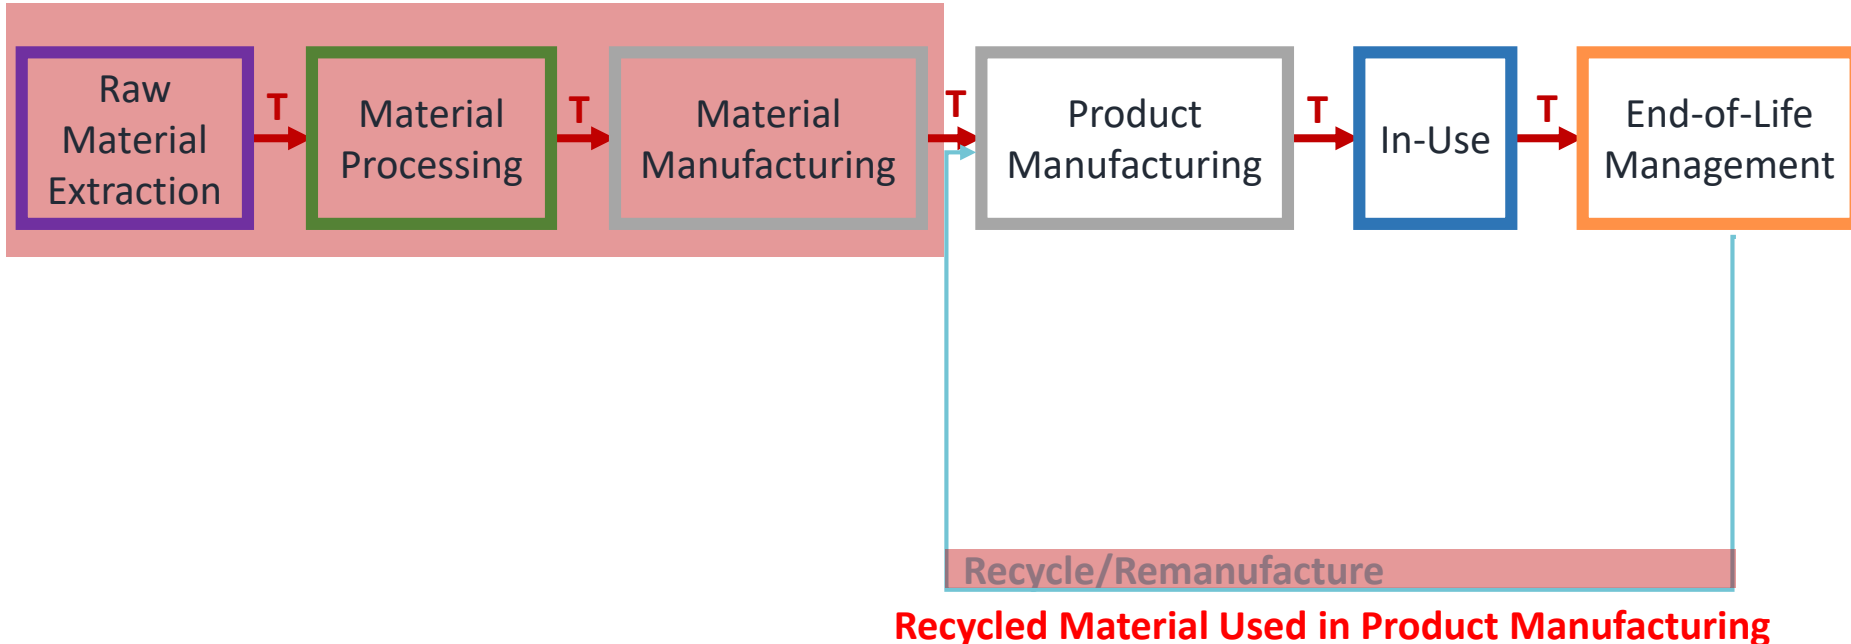 Raw
Material
Extraction
T
Material
Processing
T
Material
Manufacturing
T
Product
Manufacturing
T
In-Use
T
End-of-Life
Management
Recycle/Remanufacture
Recycled Material Used in Product Manufacturing